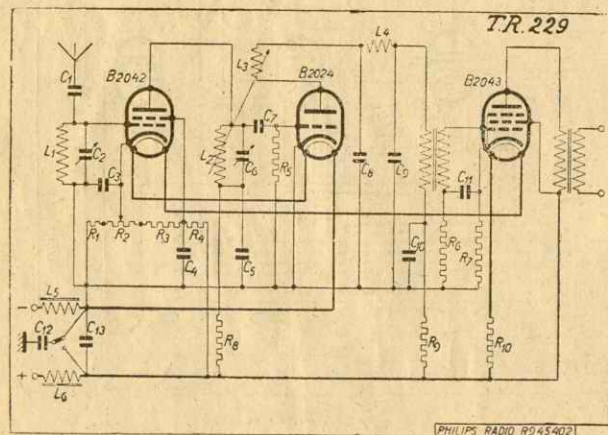 T.R. 229
L4
B2042
L3
B2024
B2043
C1
C7
L1
C2
L2
C6
R5
C8
C9
C3
C11
R1
R2
R3
R4
R6
R7
C4
C5
C10
L5
C12
C13
R8
R9
R10
L6
PHILIPS RADIO RD45402